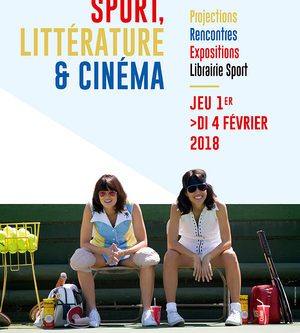 SPORT,
LITTÉRATURE
& CINÉMA
Projections
Rencontres
Expositions
Librairie Sport
JEU 1ER
>DI 4 FÉVRIER
2018